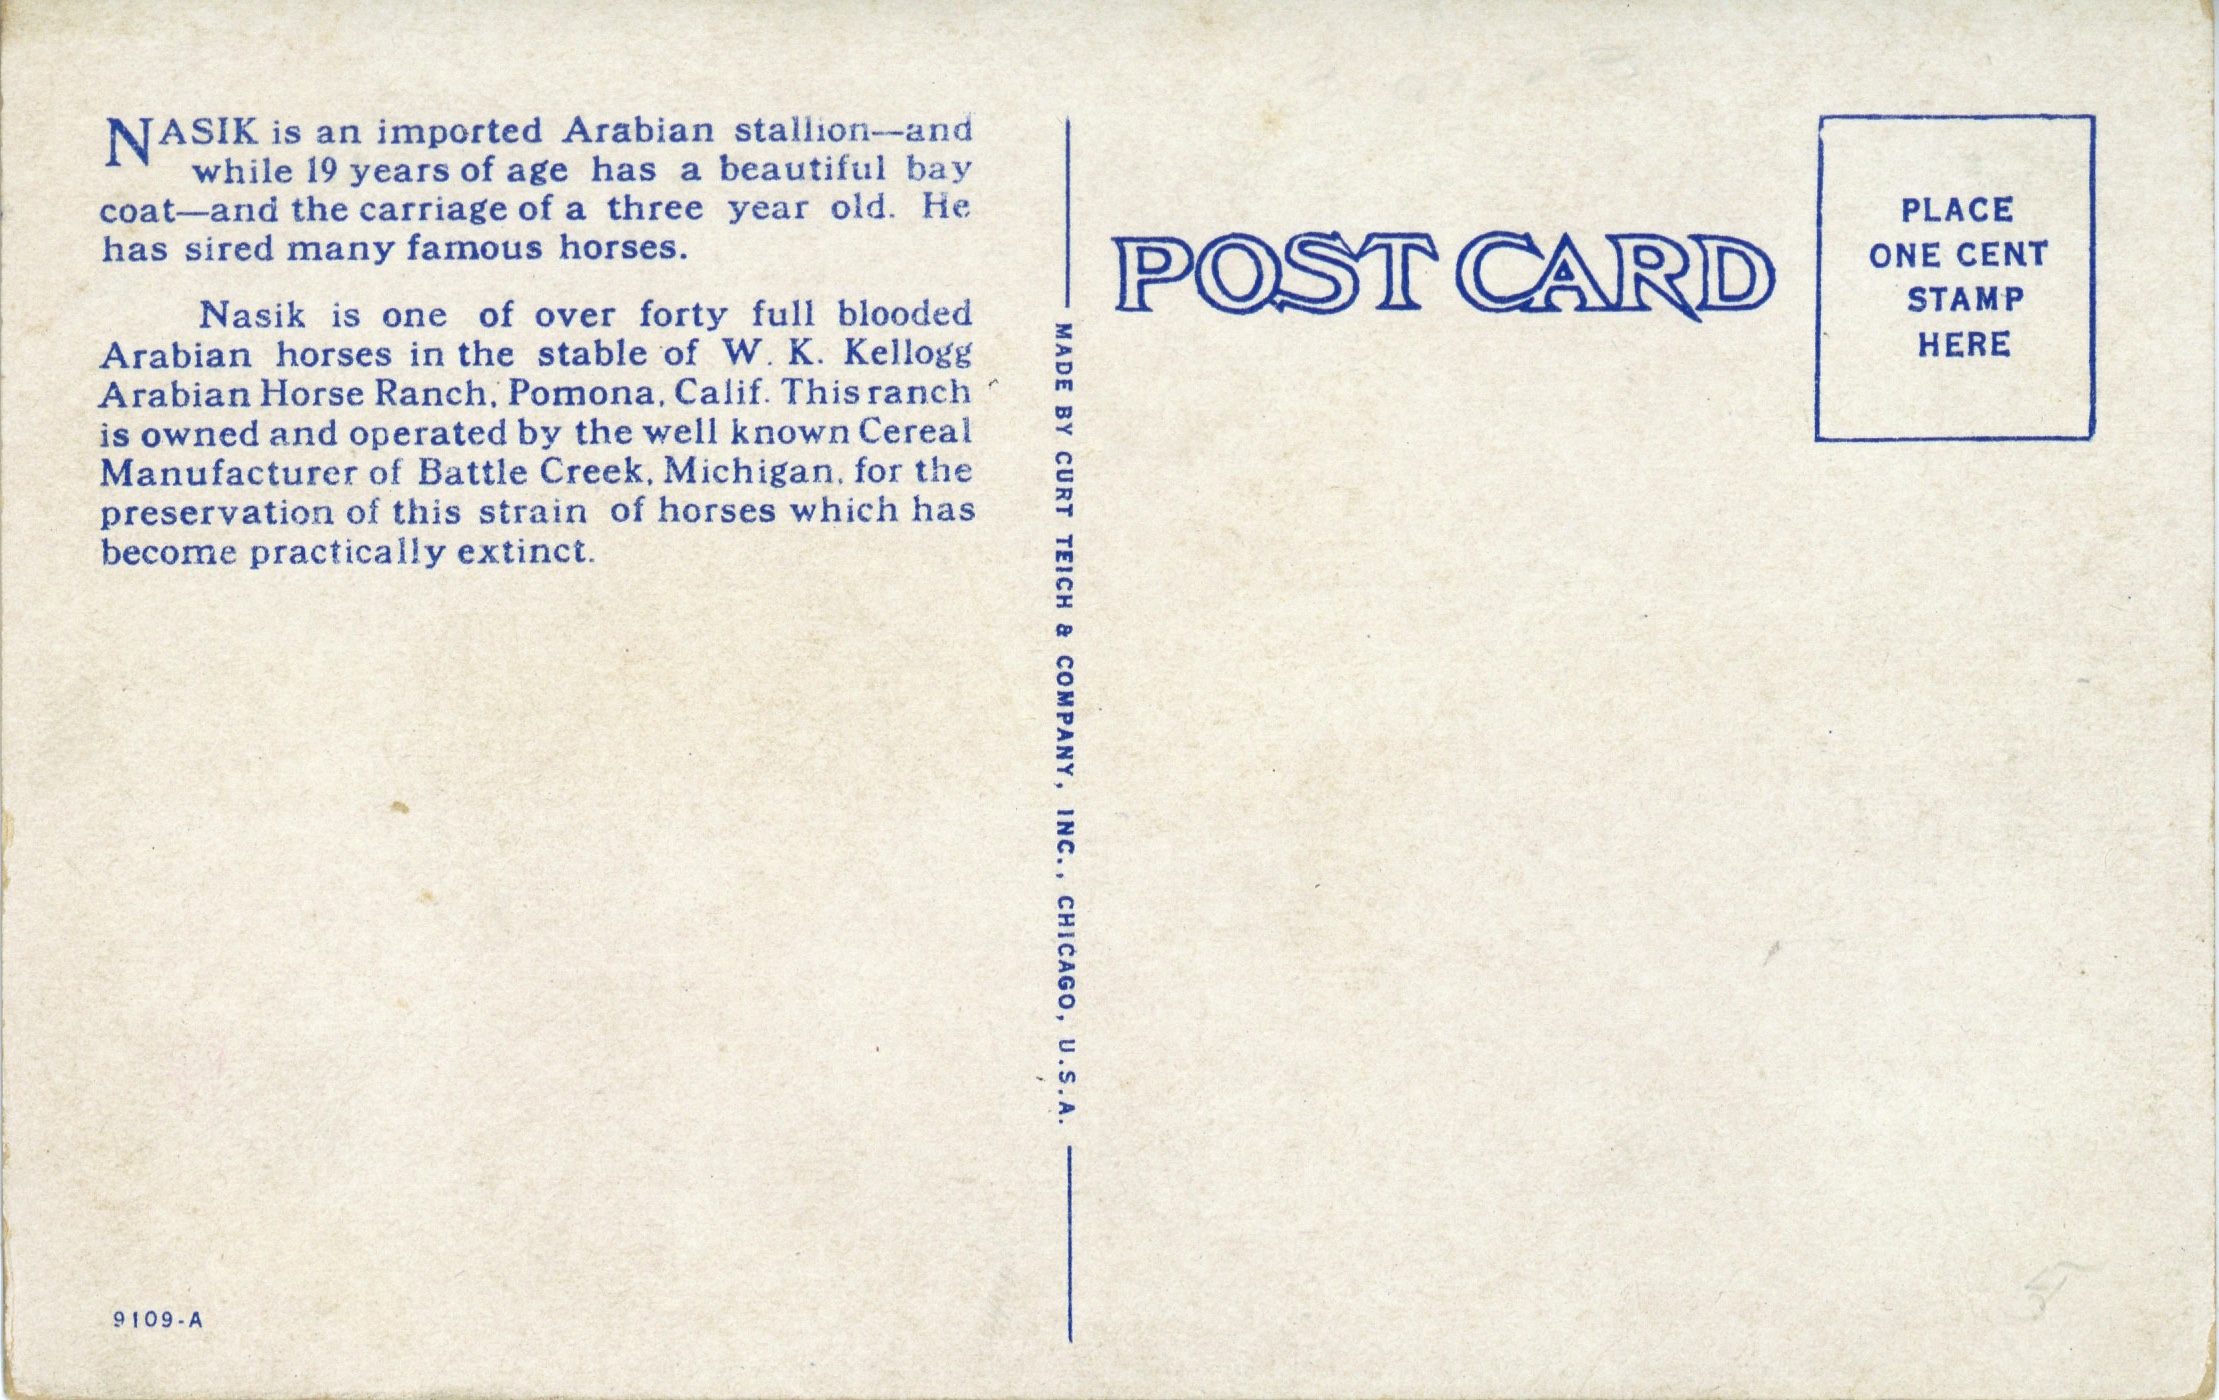 NASIK is an imported Arabian stallion—and
while 19 years of age has a beautiful bay
coat—and the carriage of a three year old. He
has sired many famous horses.
Nasik is one of over forty full blooded
Arabian horses in the stable of W. K. Kellogg
Arabian Horse Ranch, Pomona, Calif. This ranch
is owned and operated by the well known Cereal
Manufacturer of Battle Creek, Michigan, for the
preservation of this strain of horses which has
become practically extinct.
9109-A
MADE BY CURT TEICH & COMPANY, INC., CHICAGO, U.S.A.
POST CARD
PLACE
ONE CENT
STAMP
HERE
5